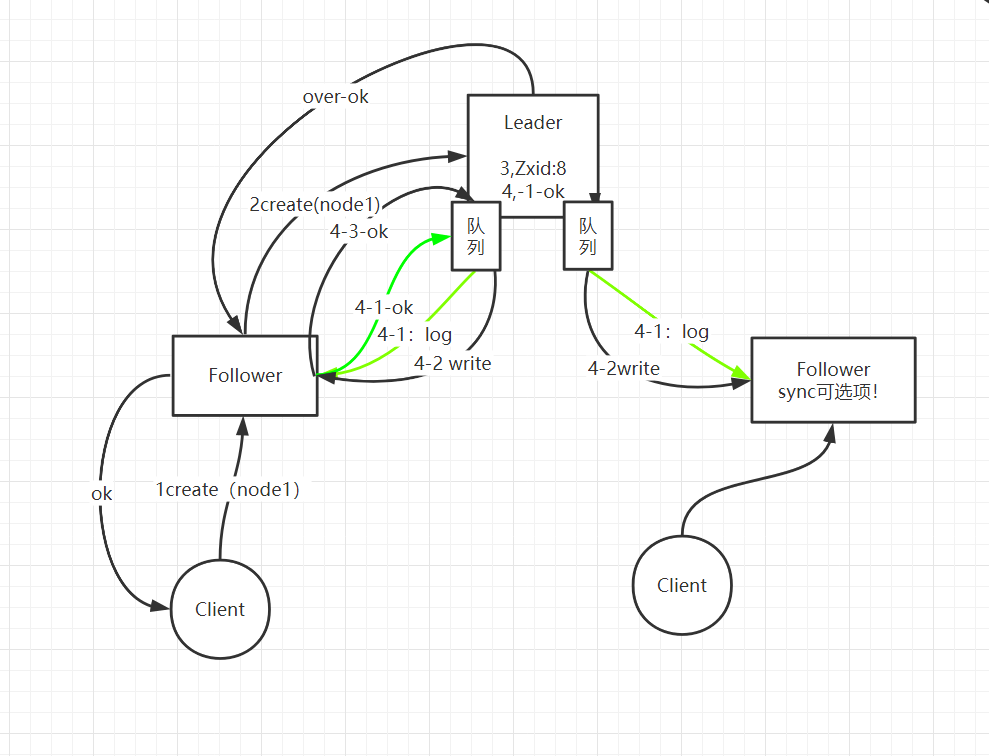 over-ok
Leader
3,Zxid:8
4,-1-ok
2create(node1)
4-3-ok
队
列
队
列
4-1-ok
4-1：log
4-2 write
4-1：log
4-2write
Follower
Follower
sync可选项！
ok
1create（node1）
Client
Client